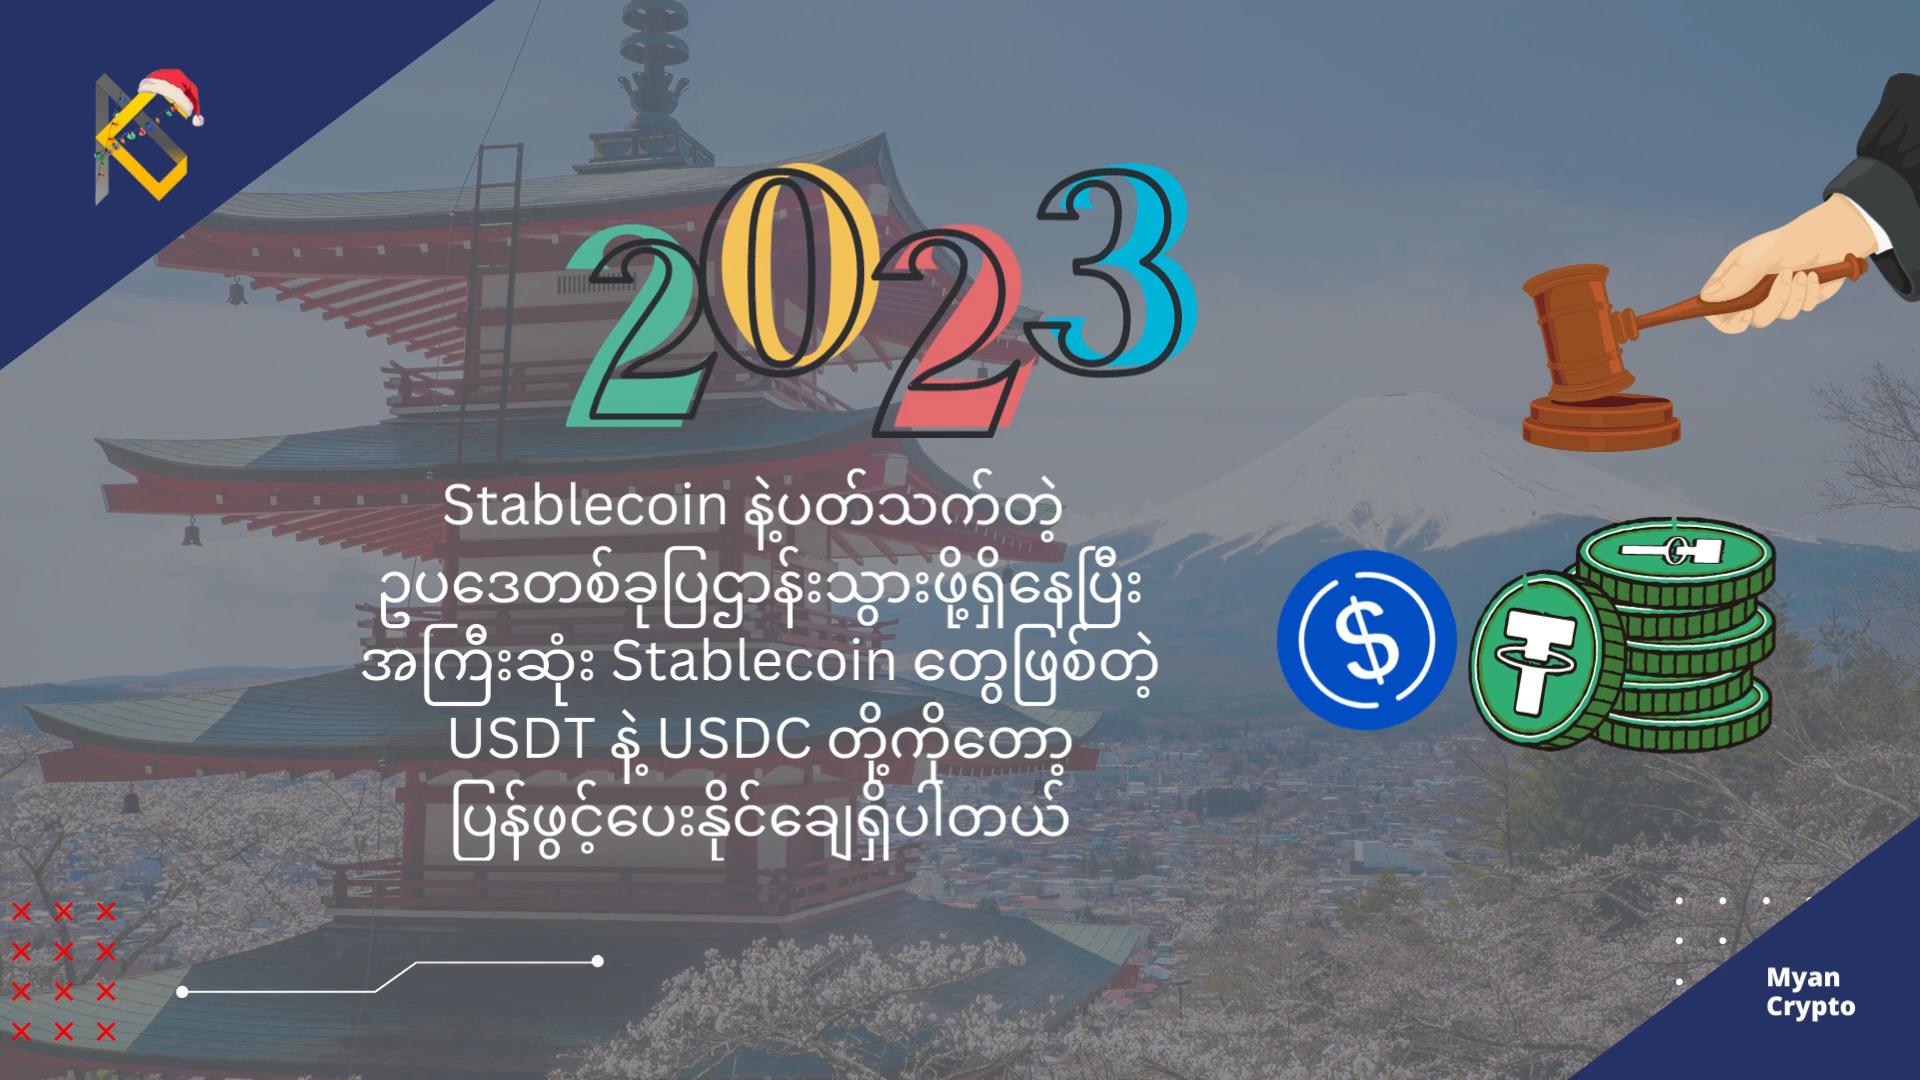 2023
Stablecoin နဲ့ပတ်သက်တဲ့
ဥပဒေတစ်ခုပြဌာန်းသွားဖို့ရှိနေပြီး
အကြီးဆုံး Stablecoin တွေဖြစ်တဲ့
USDT နဲ့ USDC တို့ကိုတော့
ပြန်ဖွင့်ပေးနိုင်ချေရှိပါတယ်
Myan
Crypto